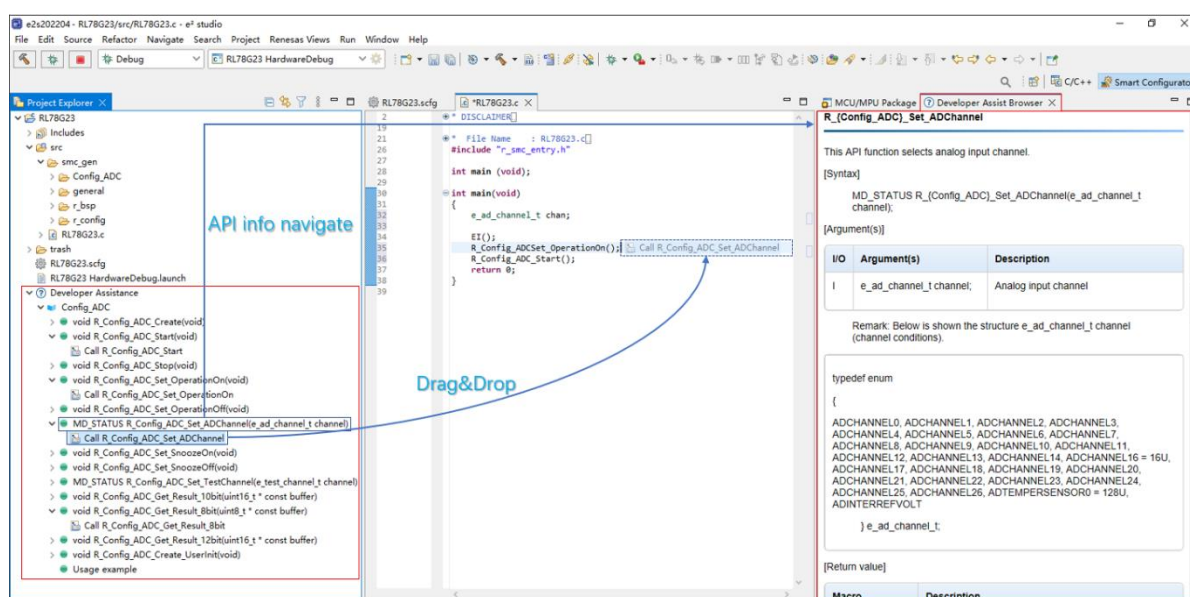 e2s202204 - RL78G23/src/RL78G23.c - e² studio
File Edit Source Refactor Navigate Search Project Renesas Views Run Window Help
Debug
RL78G23 HardwareDebug
C/C++
Smart Configurato
Project Explorer
RL78G23
Includes
src
smc_gen
Config_ADC
general
r_bsp
r_config
RL78G23.c
trash
RL78G23.scfg
RL78G23 HardwareDebug.launch
Developer Assistance
Config_ADC
void R_Config_ADC_Create(void)
void R_Config_ADC_Start(void)
Call R_Config_ADC_Start
void R_Config_ADC_Stop(void)
void R_Config_ADC_Set_OperationOn(void)
Call R_Config_ADC_Set_OperationOn
void R_Config_ADC_Set_OperationOff(void)
MD_STATUS R_Config_ADC_Set_ADChannel(e_ad_channel_t channel)
Call R_Config_ADC_Set_ADChannel
void R_Config_ADC_Set_SnoozeOn(void)
void R_Config_ADC_Set_SnoozeOff(void)
MD_STATUS R_Config_ADC_Set_TestChannel(e_test_channel_t channel)
void R_Config_ADC_Get_Result_10bit(uint16_t * const buffer)
void R_Config_ADC_Get_Result_8bit(uint8_t * const buffer)
Call R_Config_ADC_Get_Result_8bit
void R_Config_ADC_Get_Result_12bit(uint16_t * const buffer)
void R_Config_ADC_Create_UserInit(void)
Usage example
API info navigate
Drag&Drop
RL78G23.scfg
*RL78G23.c
2 * DISCLAIMER
19
21 * File Name : RL78G23.c
26 #include "r_smc_entry.h"
27
28 int main (void);
29
30 int main(void)
31 {
32 e_ad_channel_t chan;
33
34 EI();
35 R_Config_ADCSet_OperationOn(); Call R_Config_ADC_Set_ADChannel
36 R_Config_ADC_Start();
37 return 0;
38 }
39
MCU/MPU Package
Developer Assist Browser
R_{Config_ADC}_Set_ADChannel
This API function selects analog input channel.
[Syntax]
MD_STATUS R_{Config_ADC}_Set_ADChannel(e_ad_channel_t
channel);
[Argument(s)]
I/O Argument(s) Description
I e_ad_channel_t channel; Analog input channel
Remark: Below is shown the structure e_ad_channel_t channel
(channel conditions).
typedef enum
{
ADCHANNEL0, ADCHANNEL1, ADCHANNEL2, ADCHANNEL3,
ADCHANNEL4, ADCHANNEL5, ADCHANNEL6, ADCHANNEL7,
ADCHANNEL8, ADCHANNEL9, ADCHANNEL10, ADCHANNEL11,
ADCHANNEL12, ADCHANNEL13, ADCHANNEL14, ADCHANNEL16 = 16U,
ADCHANNEL17, ADCHANNEL18, ADCHANNEL19, ADCHANNEL20,
ADCHANNEL21, ADCHANNEL22, ADCHANNEL23, ADCHANNEL24,
ADCHANNEL25, ADCHANNEL26, ADTEMPERSENSOR0 = 128U,
ADINTERREFVOLT
} e_ad_channel_t;
[Return value]
Macro Description